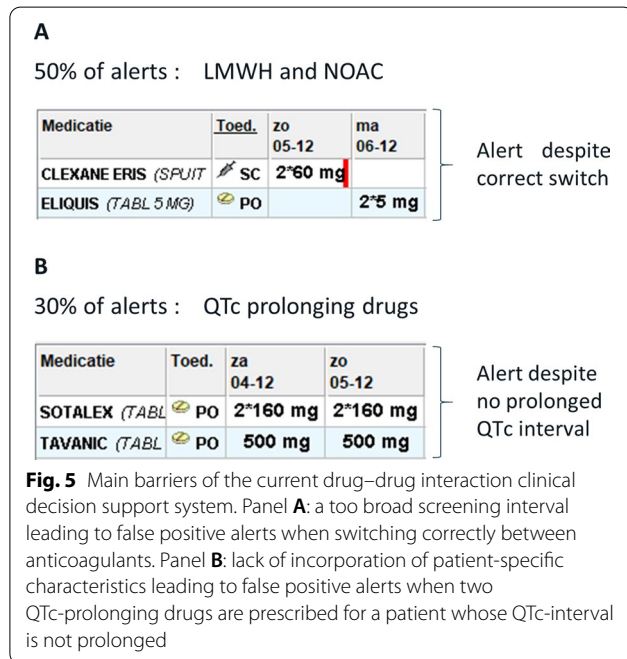 A
50% of alerts : LMWH and NOAC
Medicatie Toed. zo 05-12 ma 06-12
CLEXANE ERIS (SPUIT SC 2*60 mg
ELIQUIS (TABL 5 MG) PO 2*5 mg
Alert despite
correct switch
B
30% of alerts : QTc prolonging drugs
Medicatie Toed. za 04-12 zo 05-12
SOTALEX (TABL PO 2*160 mg 2*160 mg
TAVANIC (TABL PO 500 mg 500 mg
Alert despite
no prolonged
QTc interval
Fig. 5 Main barriers of the current drug–drug interaction clinical
decision support system. Panel A: a too broad screening interval
leading to false positive alerts when switching correctly between
anticoagulants. Panel B: lack of incorporation of patient-specific
characteristics leading to false positive alerts when two
QTc-prolonging drugs are prescribed for a patient whose QTc-interval
is not prolonged